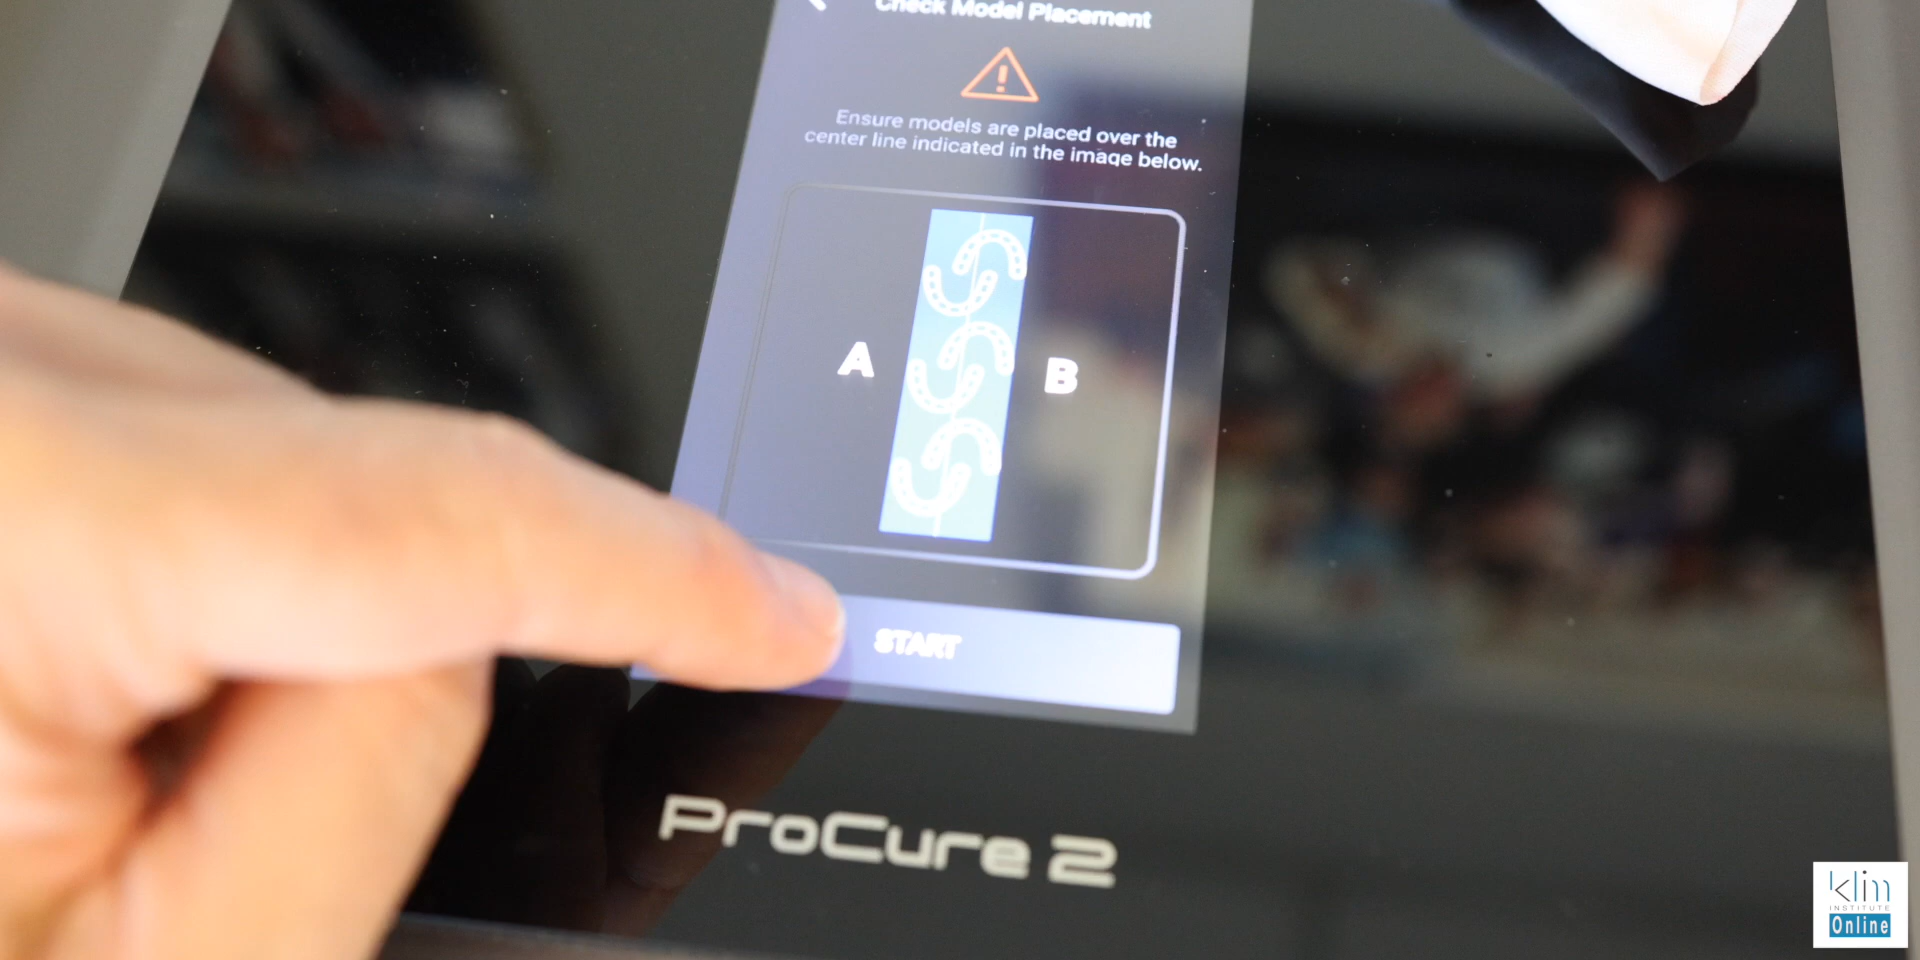 Check Model Placement
Ensure models are placed over the
center line indicated in the image below.
A
B
START
ProCure 2
klim
INSTITUTE
Online